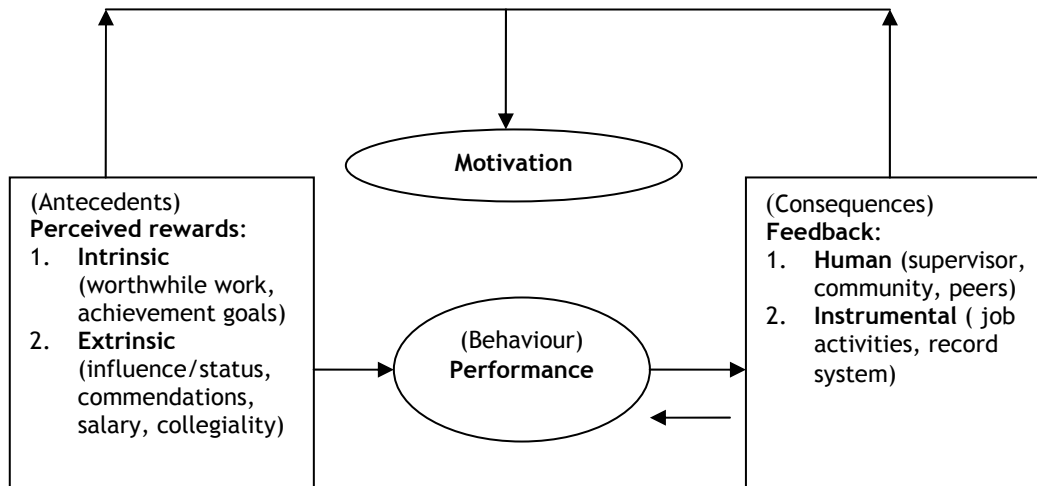 Motivation
(Antecedents)
Perceived rewards:
1. Intrinsic
(worthwhile work,
achievement goals)
2. Extrinsic
(influence/status,
commendations,
salary, collegiality)
(Behaviour)
Performance
(Consequences)
Feedback:
1. Human (supervisor,
community, peers)
2. Instrumental ( job
activities, record
system)